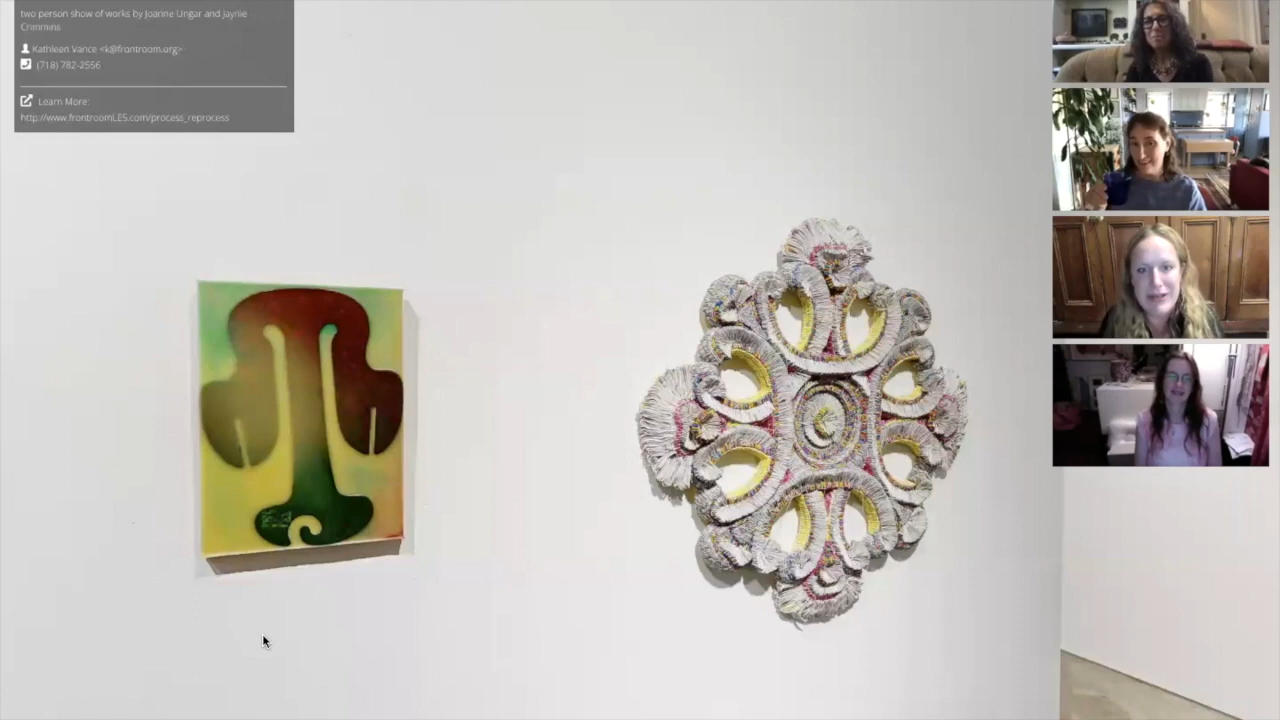 two person show of works by Joanne Ungar and Jaynie
Crimmins
Kathleen Vance <k@frontroom.org>
(718) 782-2556
Learn More:
http://www.frontroomLES.com/process_reprocess